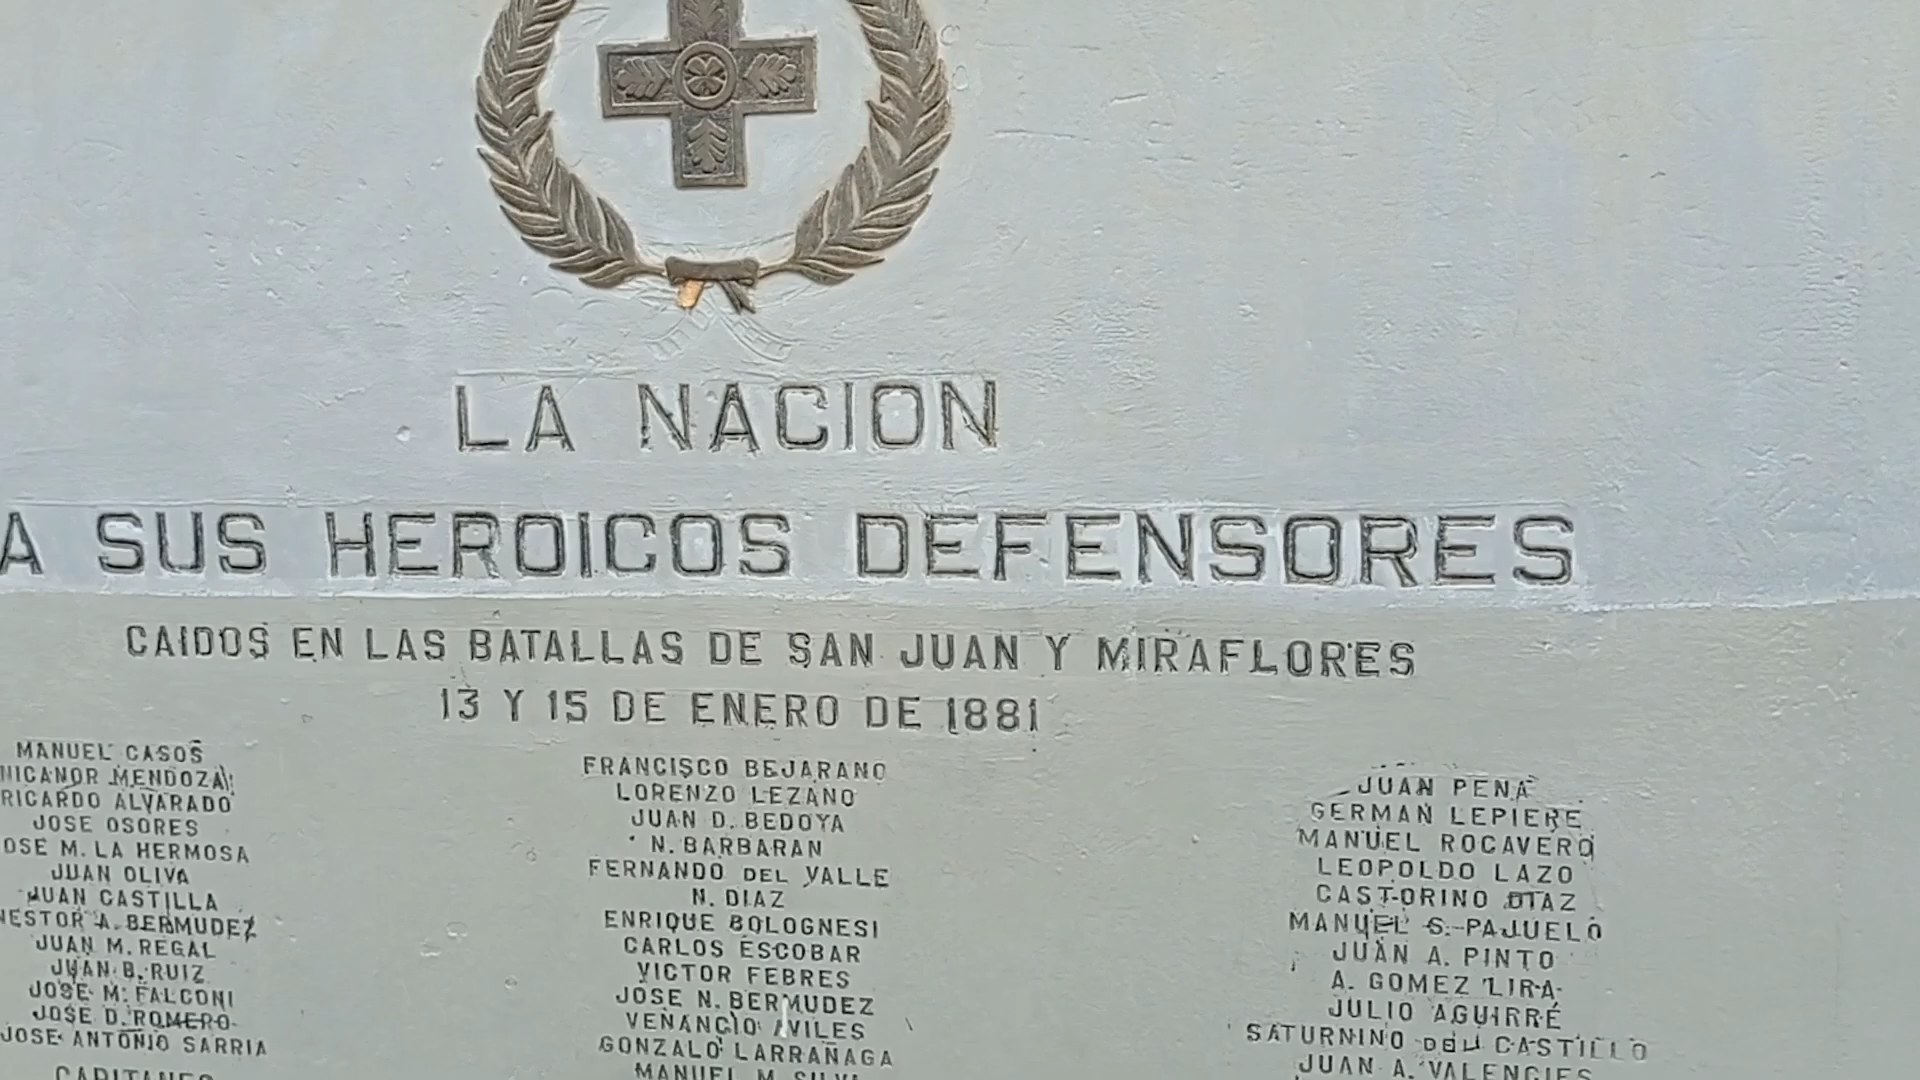 LA NACION
A SUS HEROICOS DEFENSORES
CAIDOS EN LAS BATALLAS DE SAN JUAN Y MIRAFLORES
13 Y 15 DE ENERO DE 1881
MANUEL CASOS
NICANOR MENDOZA
RICARDO ALVARADO
JOSE OSORES
JOSE M. LA HERMOSA
JUAN OLIVA
JUAN CASTILLA
NESTOR A. BERMUDEZ
JUAN M. REGAL
JUAN B. RUIZ
JOSE M. FALCONI
JOSE D. ROMERO
JOSE ANTONIO SARRIA
CAPITANES
FRANCISCO BEJARANO
LORENZO LEZANO
JUAN D. BEDOYA
N. BARBARAN
FERNANDO DEL VALLE
N. DIAZ
ENRIQUE BOLOGNESI
CARLOS ESCOBAR
VICTOR FEBRES
JOSE N. BERMUDEZ
VENANCIO AVILES
GONZALO LARRAÑAGA
MANUEL M. SILVA
JUAN PENA
GERMAN LEPIERE
MANUEL ROCAVERO
LEOPOLDO LAZO
CASTORINO DIAZ
MANUEL S. PAJUELO
JUAN A. PINTO
A. GOMEZ LIRA
JULIO AGUIRRE
SATURNINO DEL CASTILLO
JUAN A. VALENCIES